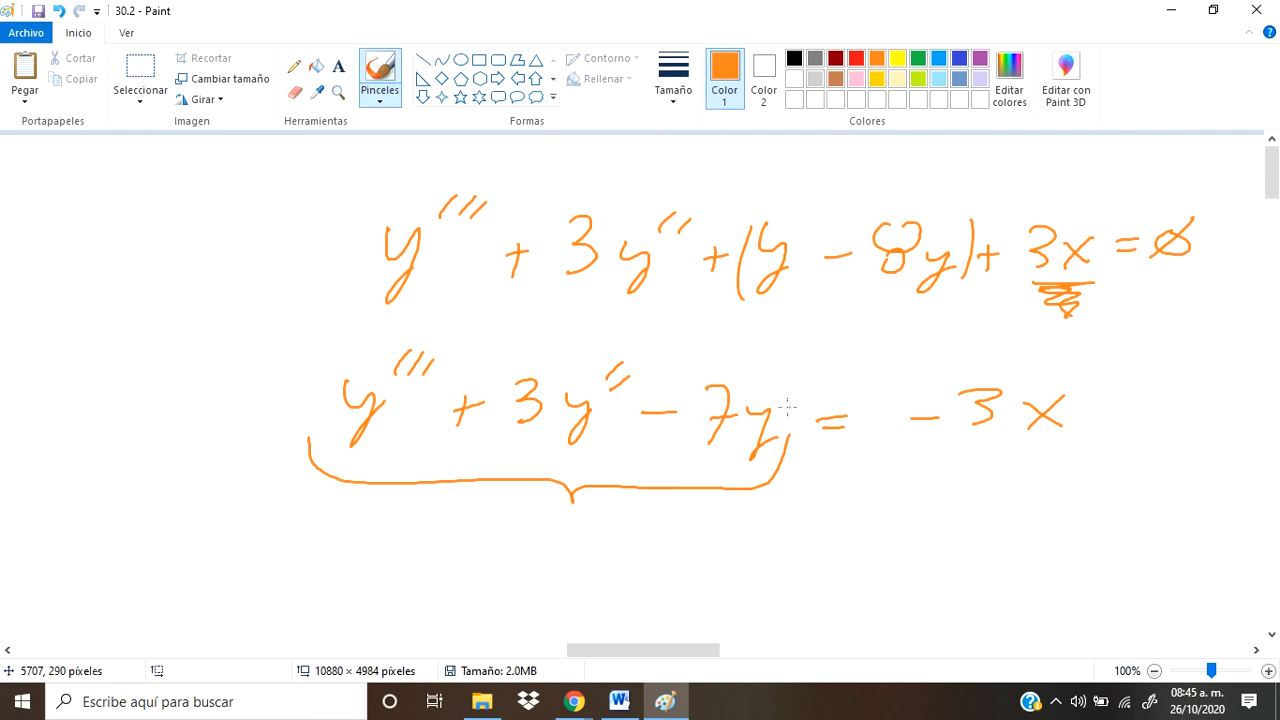 30.2 - Paint
Archivo Inicio Ver
Pegar
Cortar
Copiar
Portapapeles
Seleccionar
Recortar
Cambiar tamaño
Girar
Imagen
A
Herramientas
Pinceles
Contorno
Rellenar
Formas
Tamaño
Color 1
Color 2
Editar colores
Editar con Paint 3D
Colores
y''' + 3y'' + (y - 8y) + 3x = 0
y''' + 3y'' - 7y = - 3x
5707, 290 píxeles 10880 × 4984 píxeles Tamaño: 2.0MB 100%
Escribe aquí para buscar
08:45 a. m.
26/10/2020